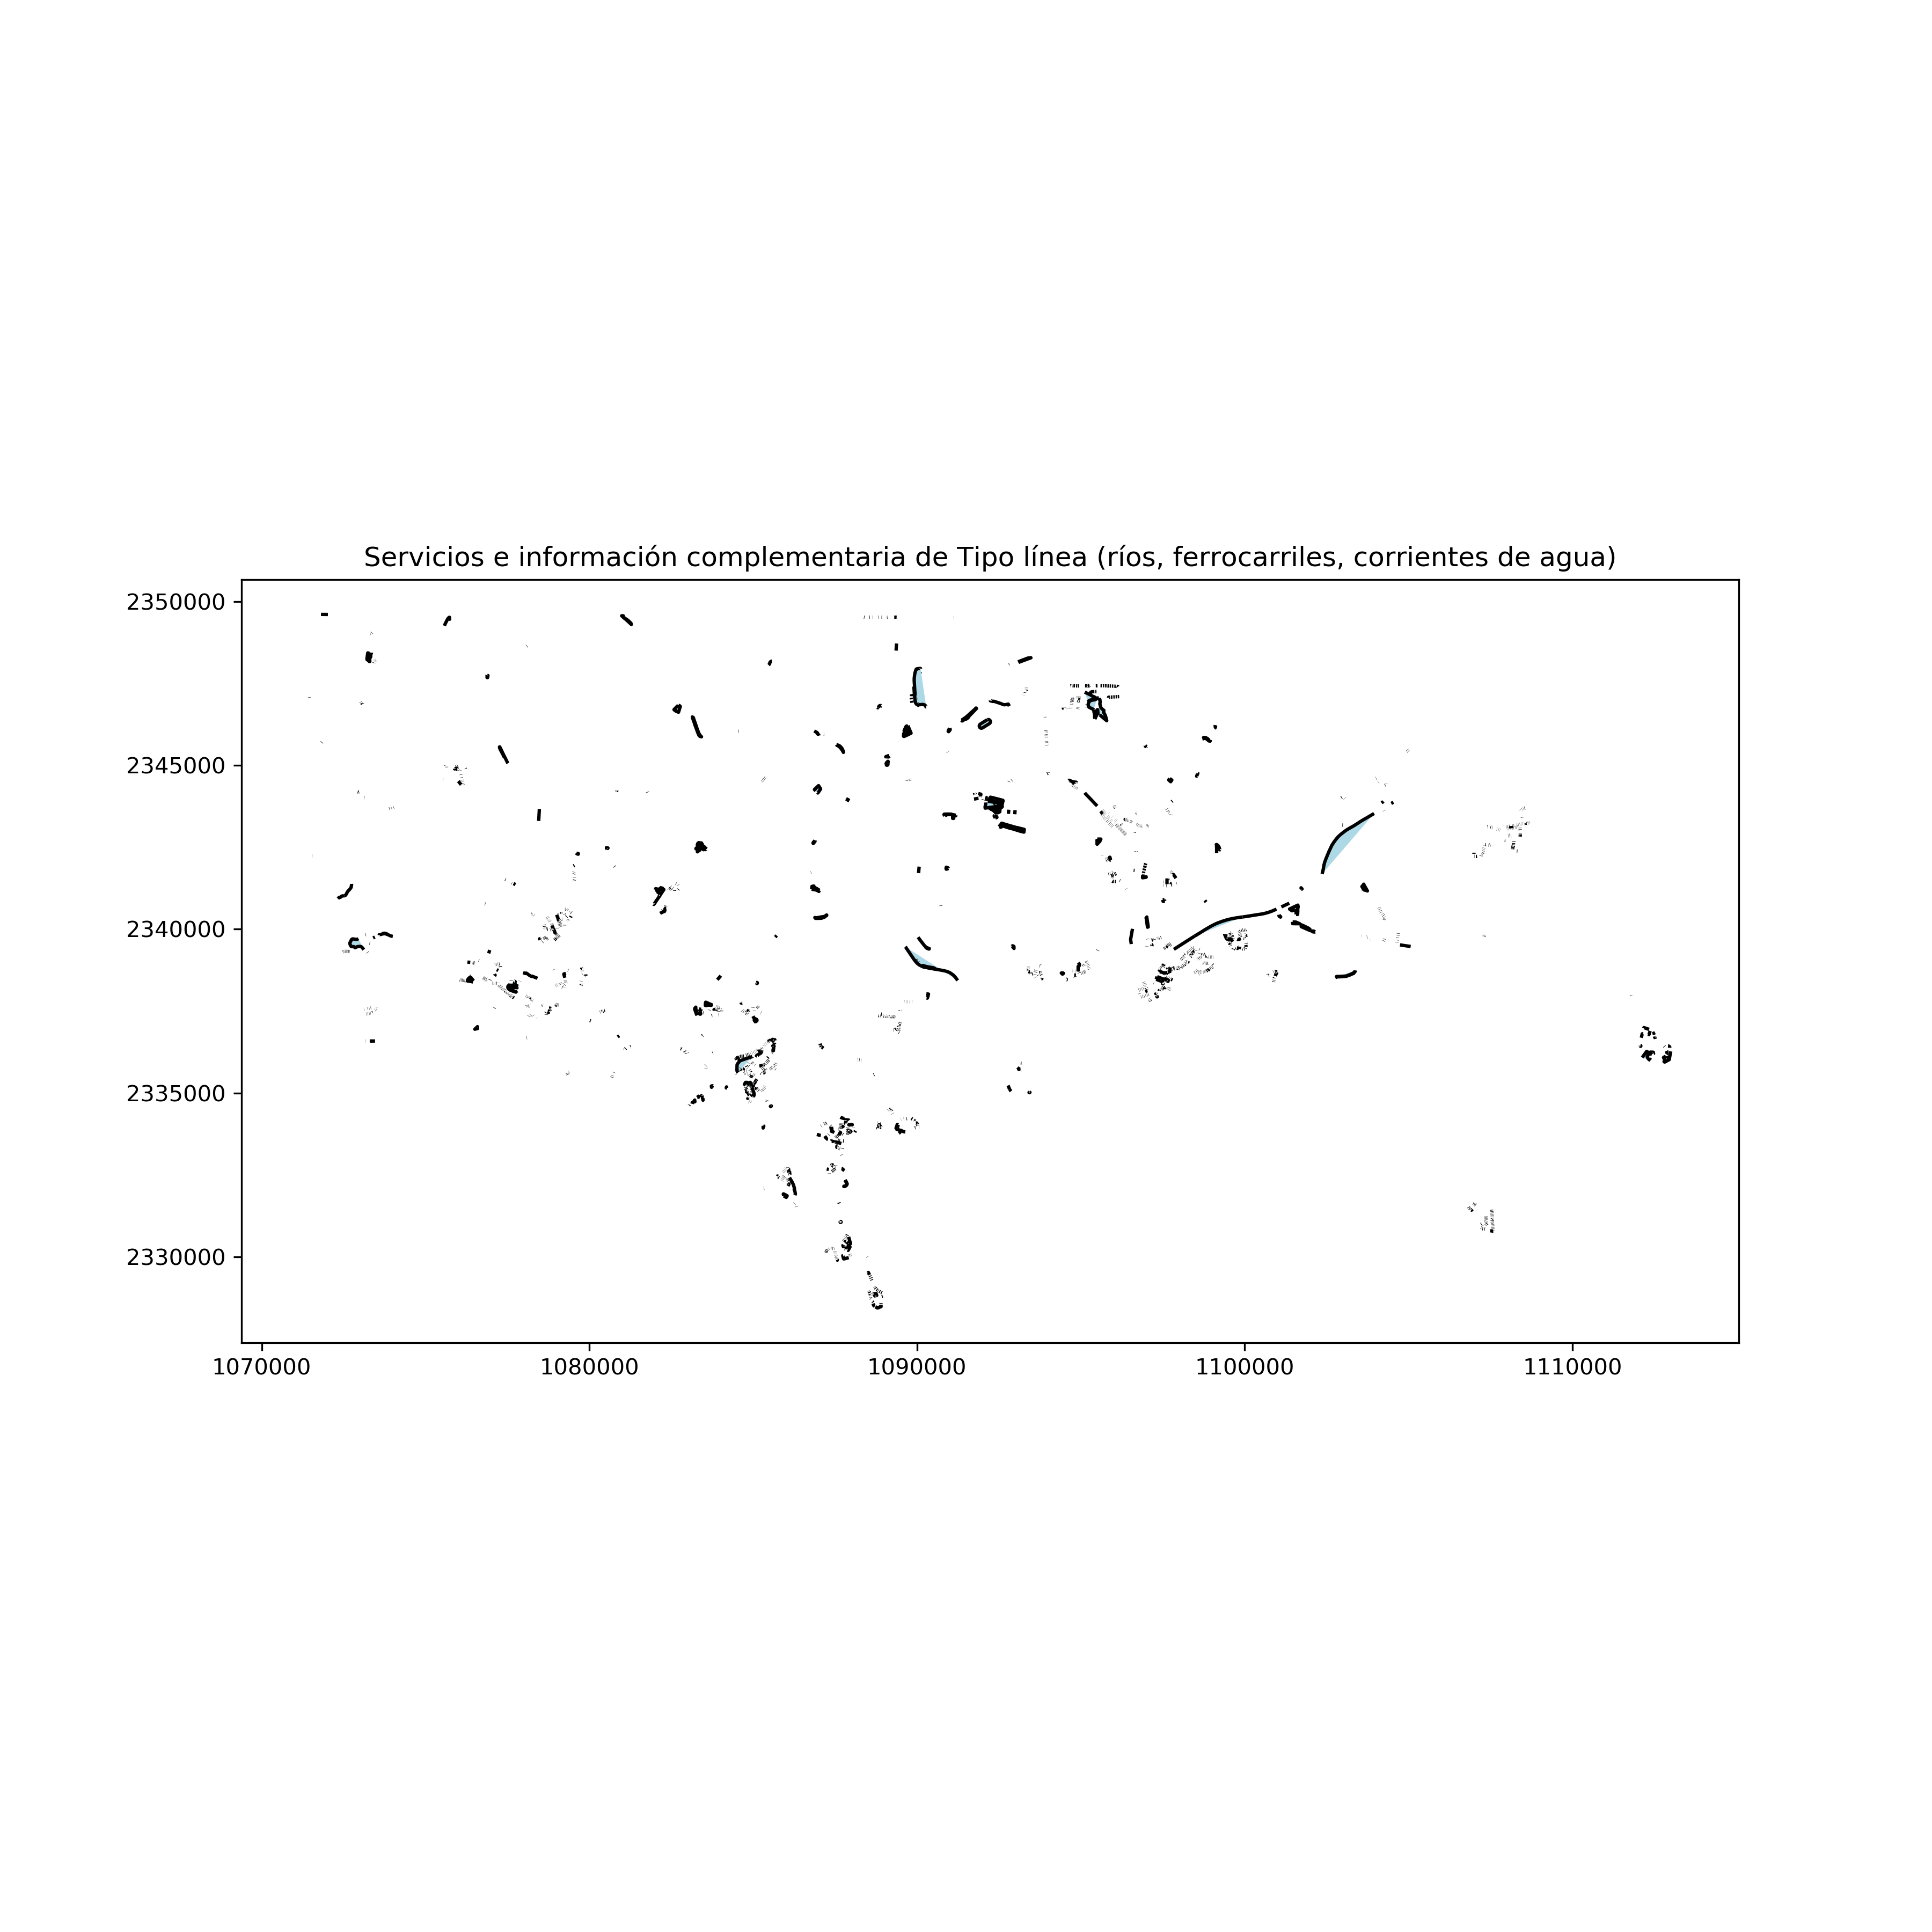 Servicios e información complementaria de Tipo línea (ríos, ferrocarriles, corrientes de agua)
2350000
2345000
2340000
2335000
2330000
1070000 1080000 1090000 1100000 1110000